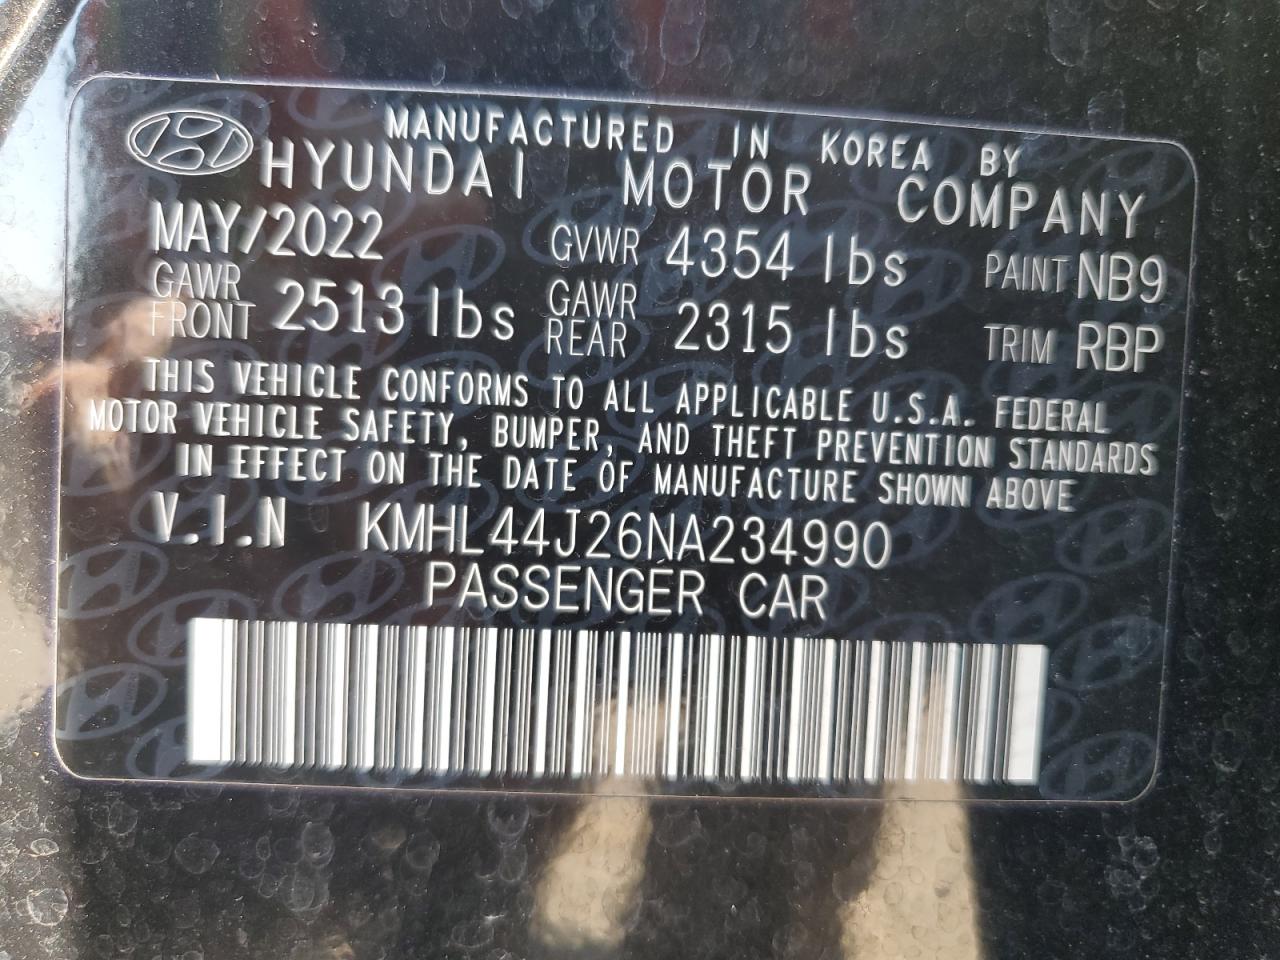 MANUFACTURED IN KOREA BY
HYUNDAI MOTOR COMPANY
MAY/2022 GVWR 4354 lbs PAINT NB9
GAWR FRONT 2513 lbs GAWR REAR 2315 lbs TRIM RBP
THIS VEHICLE CONFORMS TO ALL APPLICABLE U.S.A. FEDERAL
MOTOR VEHICLE SAFETY, BUMPER, AND THEFT PREVENTION STANDARDS
IN EFFECT ON THE DATE OF MANUFACTURE SHOWN ABOVE
V.I.N KMHL44J26NA234990
PASSENGER CAR